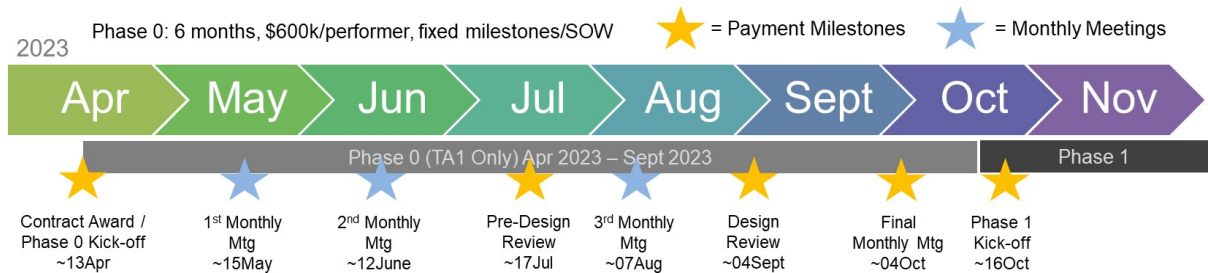 Phase 0: 6 months, $600k/performer, fixed milestones/SOW
= Payment Milestones
= Monthly Meetings
2023
Apr
May
Jun
Jul
Aug
Sept
Oct
Nov
Phase 0 (TA1 Only) Apr 2023 – Sept 2023
Phase 1
Contract Award /
Phase 0 Kick-off
~13Apr
1st Monthly
Mtg
~15May
2nd Monthly
Mtg
~12June
Pre-Design
Review
~17Jul
3rd Monthly
Mtg
~07Aug
Design
Review
~04Sept
Final
Monthly Mtg
~04Oct
Phase 1
Kick-off
~16Oct